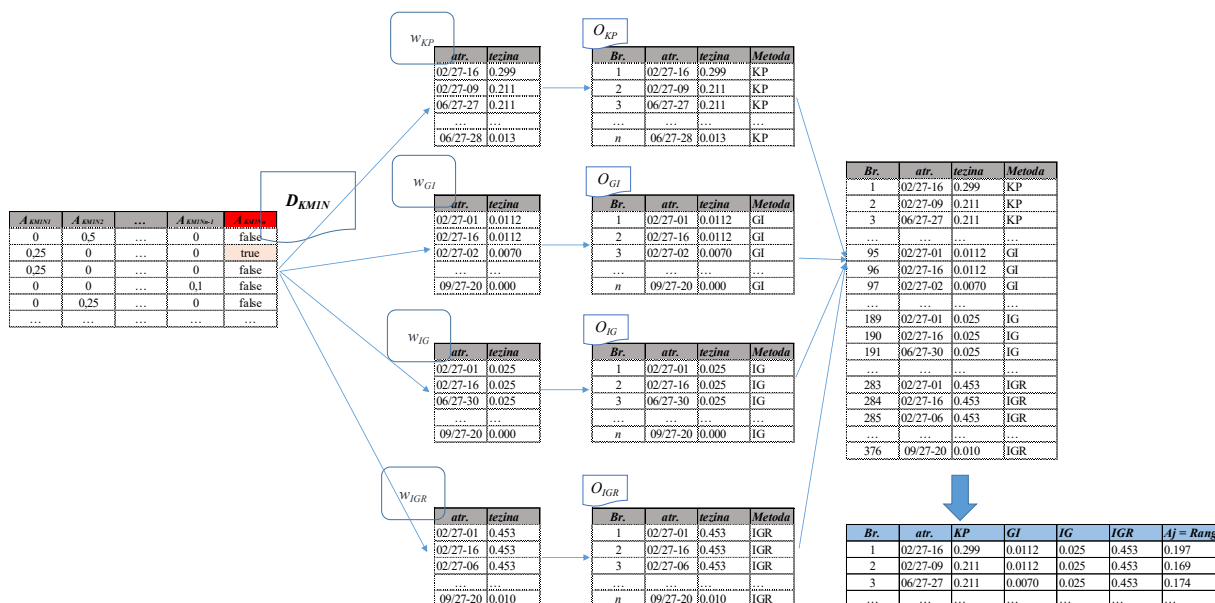 A KMIN1 A KMIN2 … A KMINn-1 A KMINn
0 0,5 … 0 false
0,25 0 … 0 true
0,25 0 … 0 false
0 0 … 0,1 false
0 0,25 … 0 false
… … … … …
D KMIN
w KP
atr. tezina
02/27-16 0.299
02/27-09 0.211
06/27-27 0.211
… …
06/27-28 0.013
O KP
Br. atr. tezina Metoda
1 02/27-16 0.299 KP
2 02/27-09 0.211 KP
3 06/27-27 0.211 KP
… … …
n 06/27-28 0.013 KP
w GI
atr. tezina
02/27-01 0.0112
02/27-16 0.0112
02/27-02 0.0070
… …
09/27-20 0.000
O GI
Br. atr. tezina Metoda
1 02/27-01 0.0112 GI
2 02/27-16 0.0112 GI
3 02/27-02 0.0070 GI
… … …
n 09/27-20 0.000 GI
w IG
atr. tezina
02/27-01 0.025
02/27-16 0.025
06/27-30 0.025
… …
09/27-20 0.000
O IG
Br. atr. tezina Metoda
1 02/27-01 0.025 IG
2 02/27-16 0.025 IG
3 06/27-30 0.025 IG
… … …
n 09/27-20 0.000 IG
w IGR
atr. tezina
02/27-01 0.453
02/27-16 0.453
02/27-06 0.453
… …
09/27-20 0.010
O IGR
Br. atr. tezina Metoda
1 02/27-01 0.453 IGR
2 02/27-16 0.453 IGR
3 02/27-06 0.453 IGR
… … …
n 09/27-20 0.010 IGR
Br. atr. tezina Metoda
1 02/27-16 0.299 KP
2 02/27-09 0.211 KP
3 06/27-27 0.211 KP
… … … …
95 02/27-01 0.0112 GI
96 02/27-16 0.0112 GI
97 02/27-02 0.0070 GI
… … … …
189 02/27-01 0.025 IG
190 02/27-16 0.025 IG
191 06/27-30 0.025 IG
… … … …
283 02/27-01 0.453 IGR
284 02/27-16 0.453 IGR
285 02/27-06 0.453 IGR
… … … …
376 09/27-20 0.010 IGR
Br. atr. KP GI IG IGR Aj = Rang
1 02/27-16 0.299 0.0112 0.025 0.453 0.197
2 02/27-09 0.211 0.0112 0.025 0.453 0.169
3 06/27-27 0.211 0.0070 0.025 0.453 0.174
… … … … … …